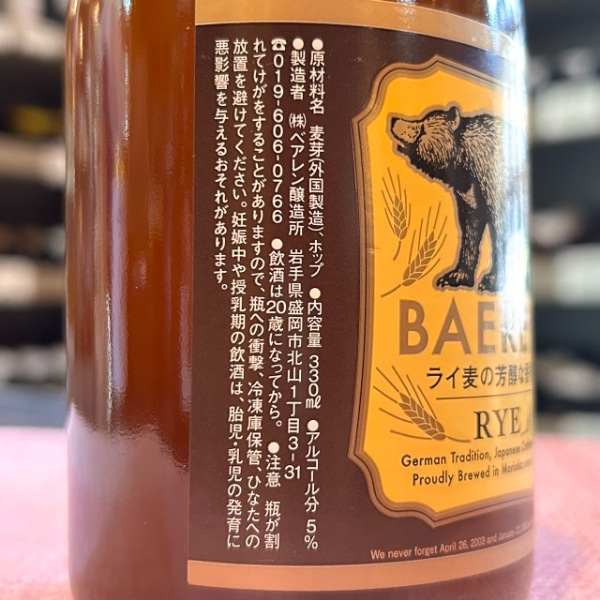 ●原材料名 麦芽(外国製造)、ホップ ●内容量 330㎖ ●アルコール分 5%
●製造者 ㈱ベアレン醸造所 岩手県盛岡市北山1丁目3-31
☎019-606-0766 ●飲酒は20歳になってから。 ●注意 瓶が割
れてけがをすることがありますので、瓶への衝撃、冷凍庫保管、ひなたへの
放置を避けてください。妊娠中や授乳期の飲酒は、胎児・乳児の発育に
悪影響を与えるおそれがあります。
BAERE
ライ麦の芳醇な
RYE
German Tradition, Japanese
Proudly Brewed in Morioka
We never forget April 26, 2003 and January